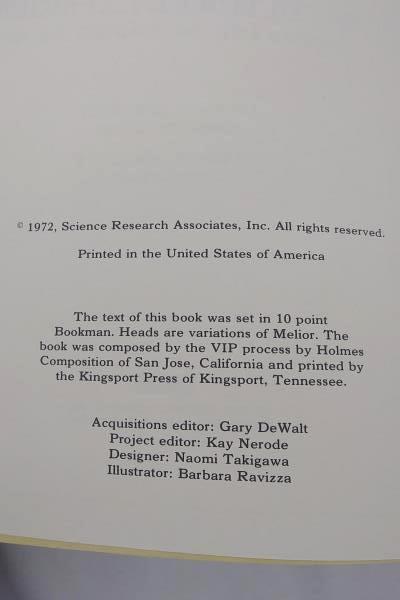 © 1972, Science Research Associates, Inc. All rights reserved.
Printed in the United States of America
The text of this book was set in 10 point
Bookman. Heads are variations of Melior. The
book was composed by the VIP process by Holmes
Composition of San Jose, California and printed by
the Kingsport Press of Kingsport, Tennessee.
Acquisitions editor: Gary DeWalt
Project editor: Kay Nerode
Designer: Naomi Takigawa
Illustrator: Barbara Ravizza